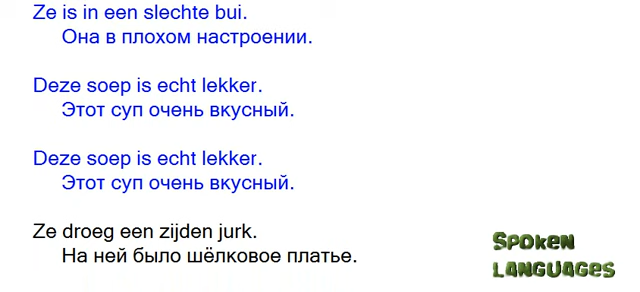 Ze is in een slechte bui.
Она в плохом настроении.
Deze soep is echt lekker.
Этот суп очень вкусный.
Deze soep is echt lekker.
Этот суп очень вкусный.
Ze droeg een zijden jurk.
На ней было шёлковое платье.
Spoken
Languages